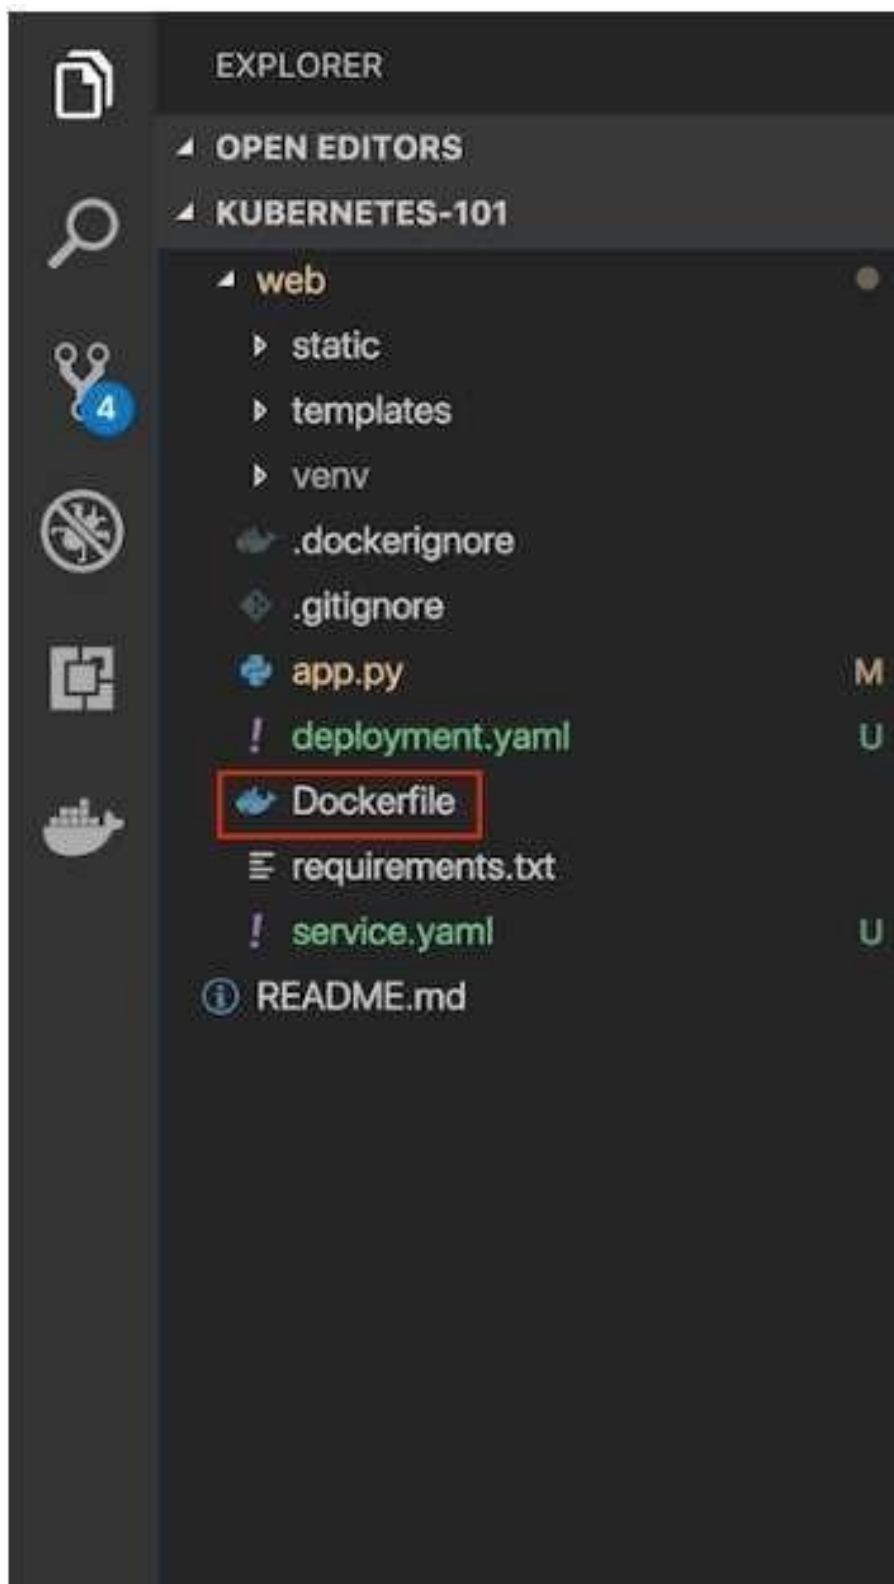 EXPLORER
OPEN EDITORS
KUBERNETES-101
web
static
templates
venv
4
.dockerignore
.gitignore
app.py M
deployment.yaml U
Dockerfile
requirements.txt
service.yaml U
README.md